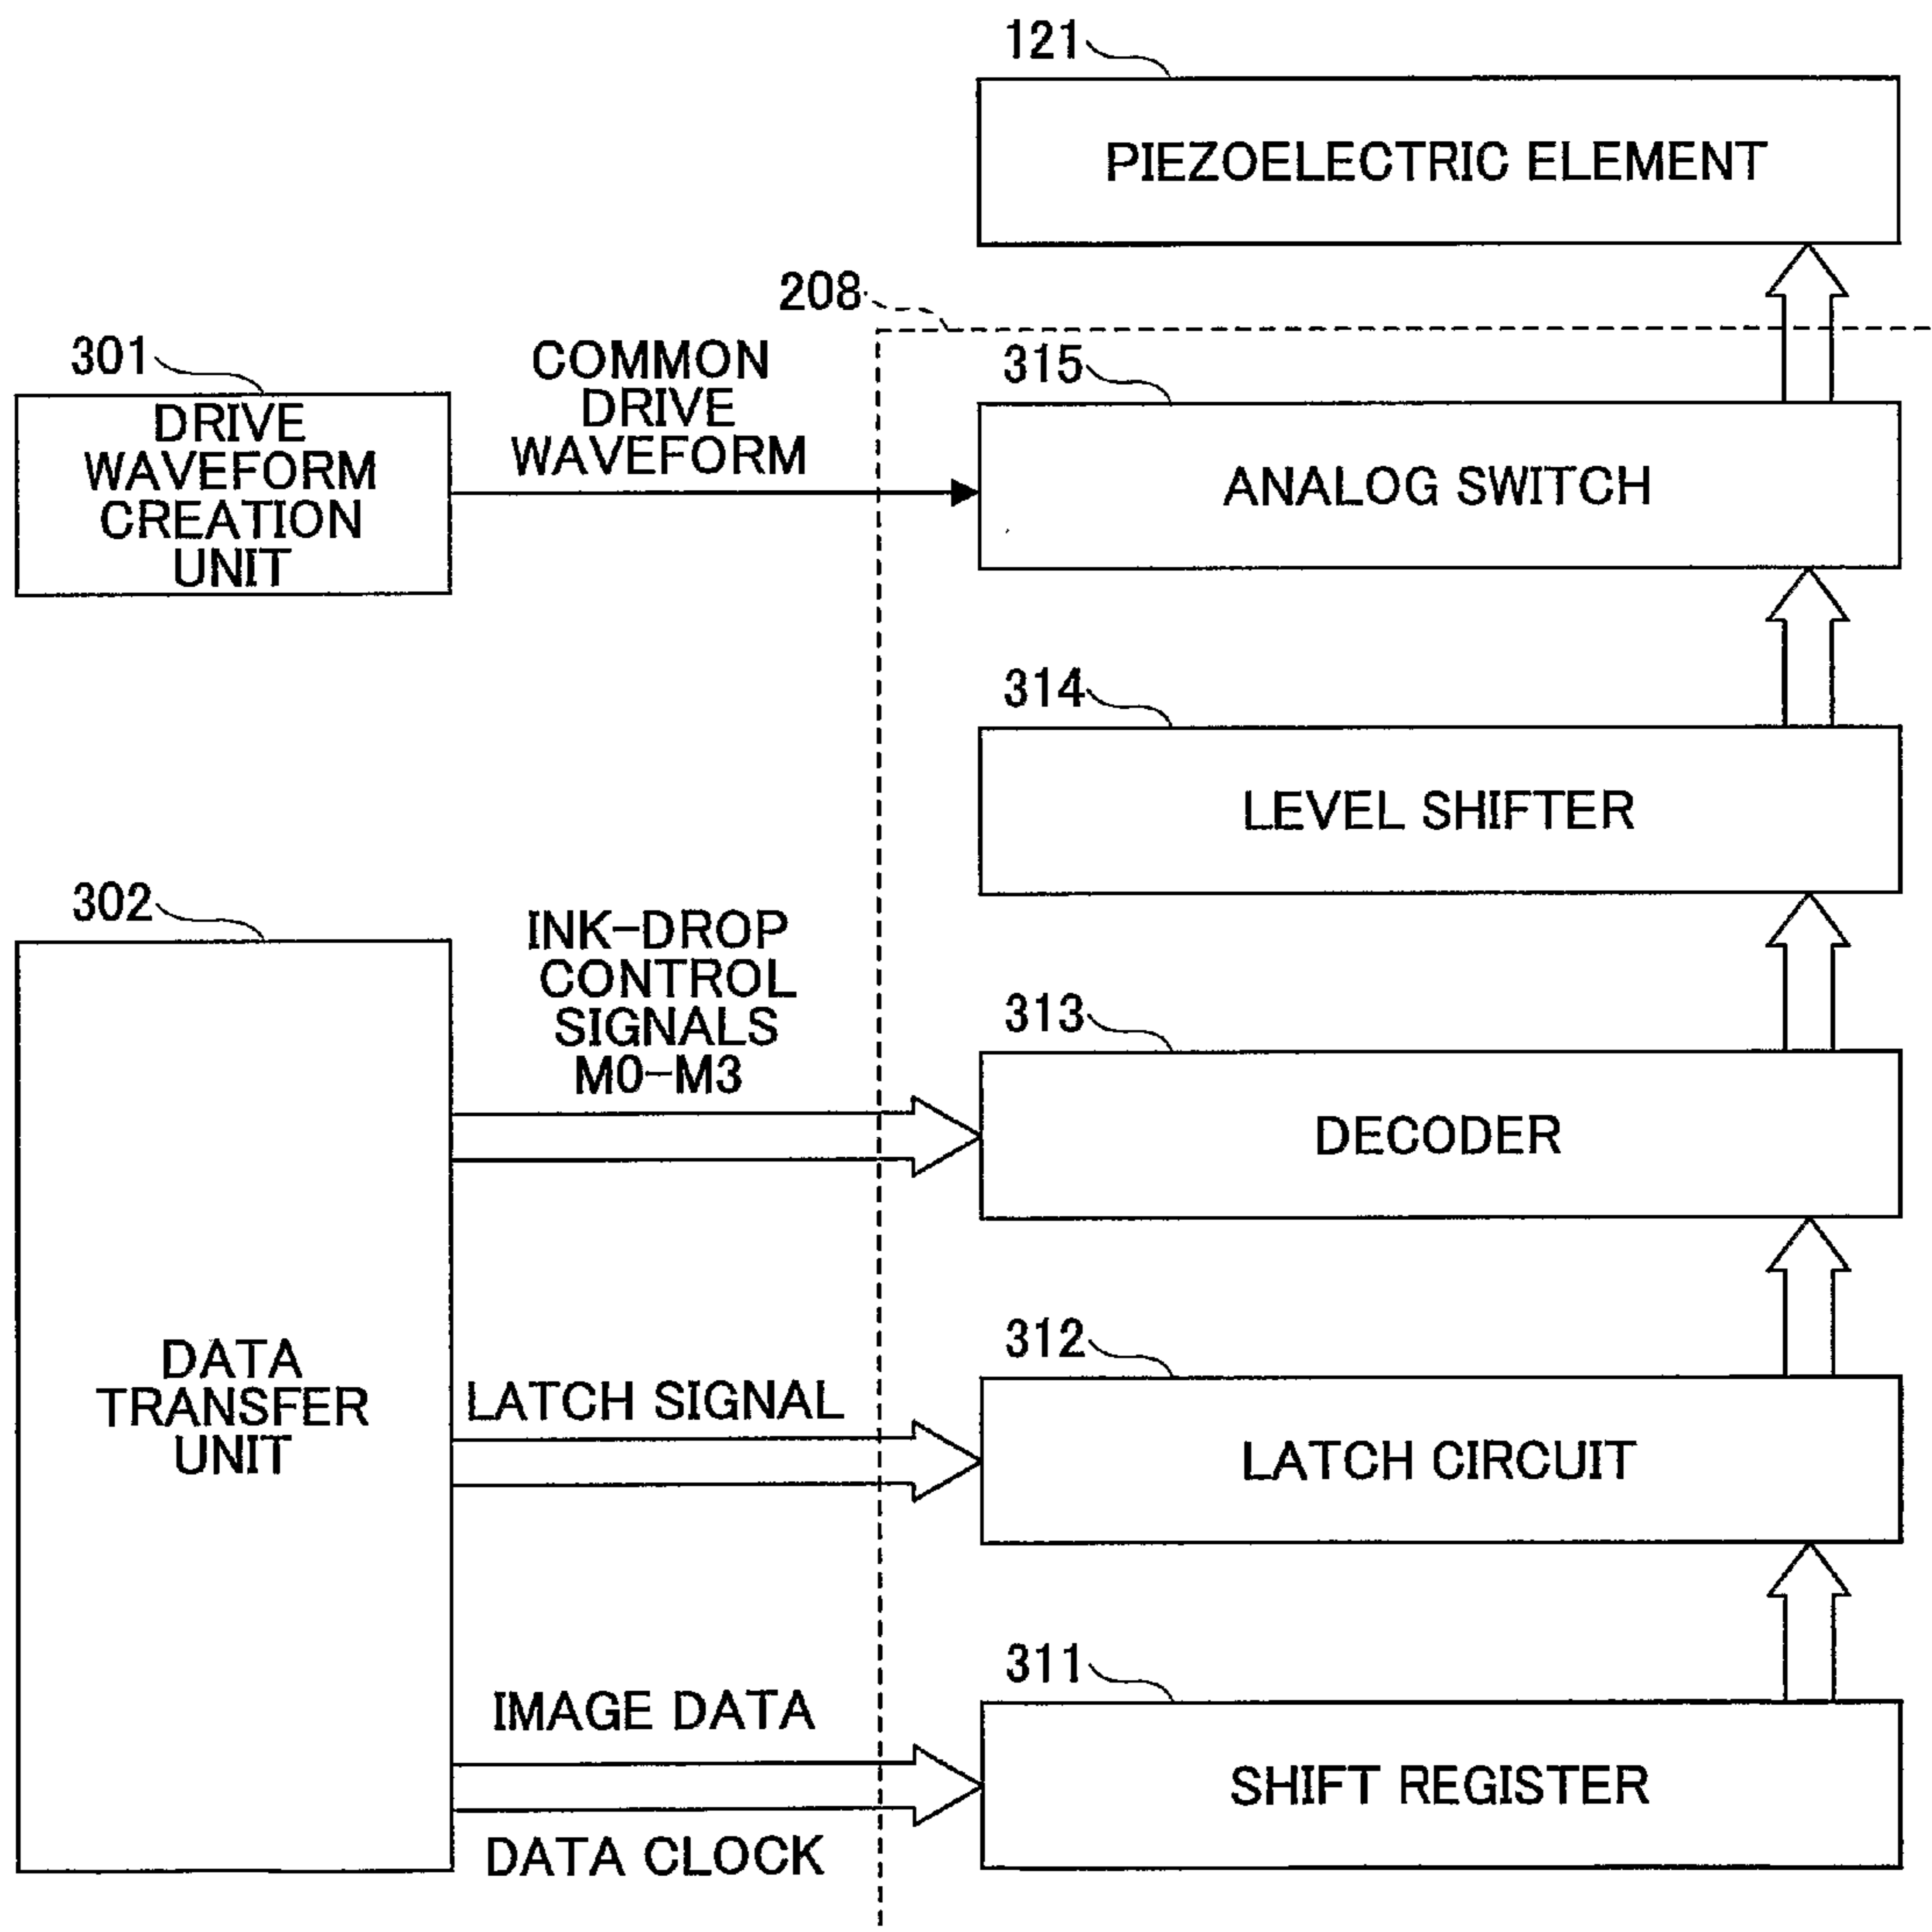 121
PIEZOELECTRIC ELEMENT
208
301
DRIVE
WAVEFORM
CREATION
UNIT
COMMON
DRIVE
WAVEFORM
315
ANALOG SWITCH
314
LEVEL SHIFTER
302
DATA
TRANSFER
UNIT
INK-DROP
CONTROL
SIGNALS
M0-M3
313
DECODER
LATCH SIGNAL
312
LATCH CIRCUIT
IMAGE DATA
DATA CLOCK
311
SHIFT REGISTER